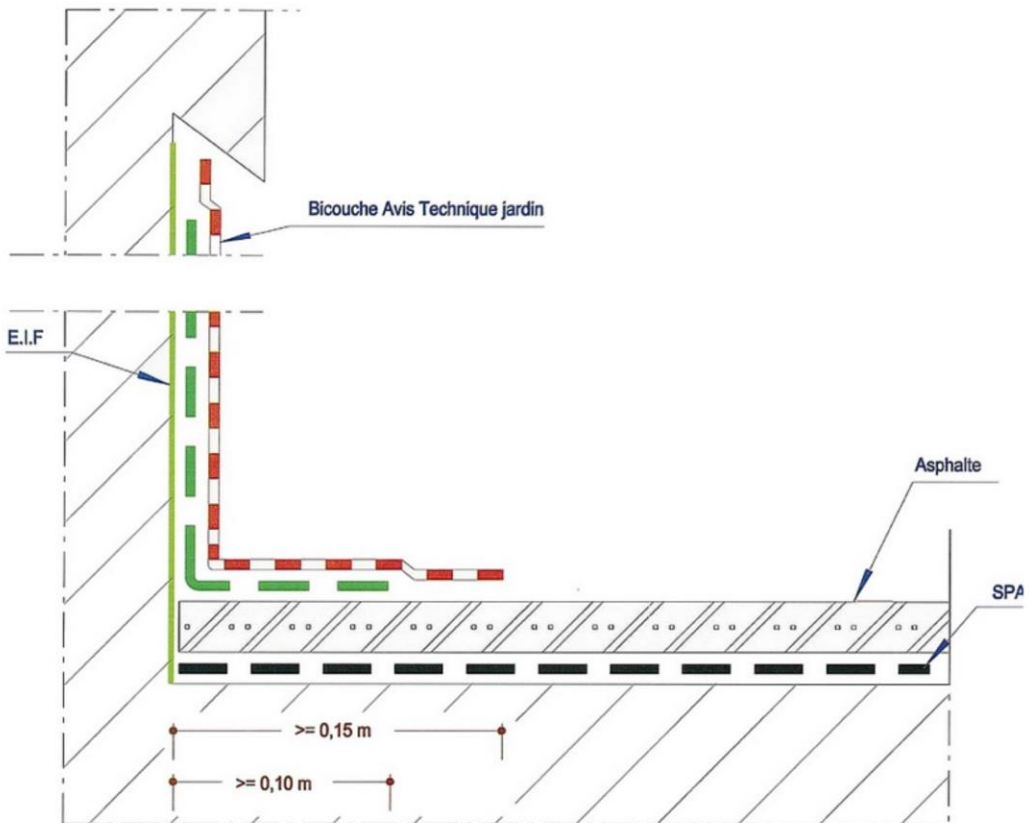 Bicouche Avis Technique jardin
E.I.F
Asphalte
SPA
>= 0,15 m
>= 0,10 m